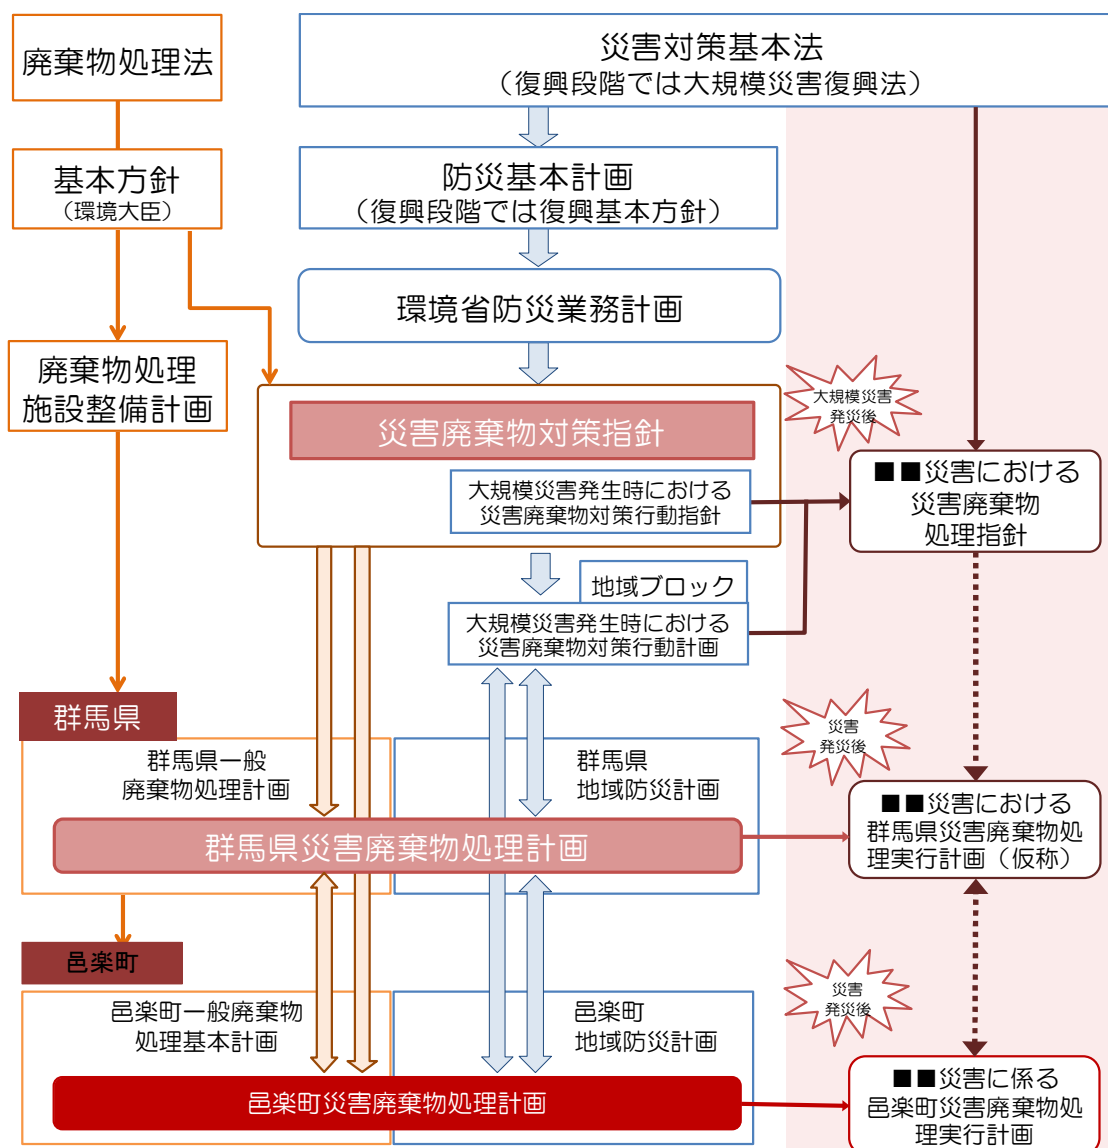 廃棄物処理法
災害対策基本法
（復興段階では大規模災害復興法）
基本方針
（環境大臣）
防災基本計画
（復興段階では復興基本方針）
環境省防災業務計画
廃棄物処理
施設整備計画
災害廃棄物対策指針
大規模災害発生時における
災害廃棄物対策行動指針
大規模災害
発災後
■■災害における
災害廃棄物
処理指針
地域ブロック
大規模災害発生時における
災害廃棄物対策行動計画
群馬県
群馬県一般
廃棄物処理計画
群馬県
地域防災計画
災害
発災後
群馬県災害廃棄物処理計画
■■災害における
群馬県災害廃棄物処
理実行計画（仮称）
邑楽町
邑楽町一般廃棄物
処理基本計画
邑楽町
地域防災計画
災害
発災後
邑楽町災害廃棄物処理計画
■■災害に係る
邑楽町災害廃棄物処
理実行計画